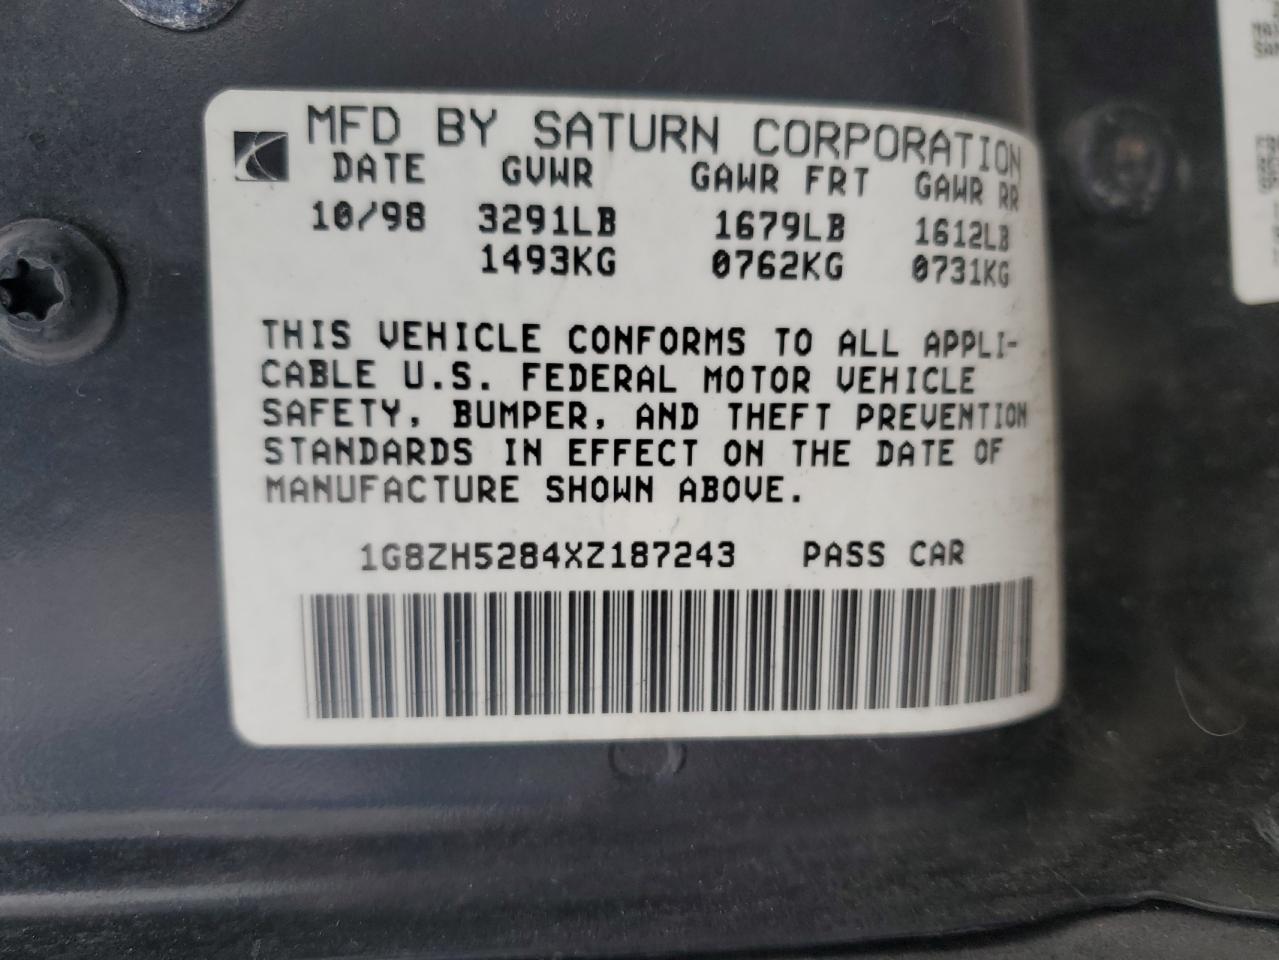 MFD BY SATURN CORPORATION
DATE GVWR GAWR FRT GAWR RR
10/98 3291LB 1679LB 1612LB
1493KG 0762KG 0731KG
THIS VEHICLE CONFORMS TO ALL APPLI-
CABLE U.S. FEDERAL MOTOR VEHICLE
SAFETY, BUMPER, AND THEFT PREVENTION
STANDARDS IN EFFECT ON THE DATE OF
MANUFACTURE SHOWN ABOVE.
1G8ZH5284XZ187243 PASS CAR